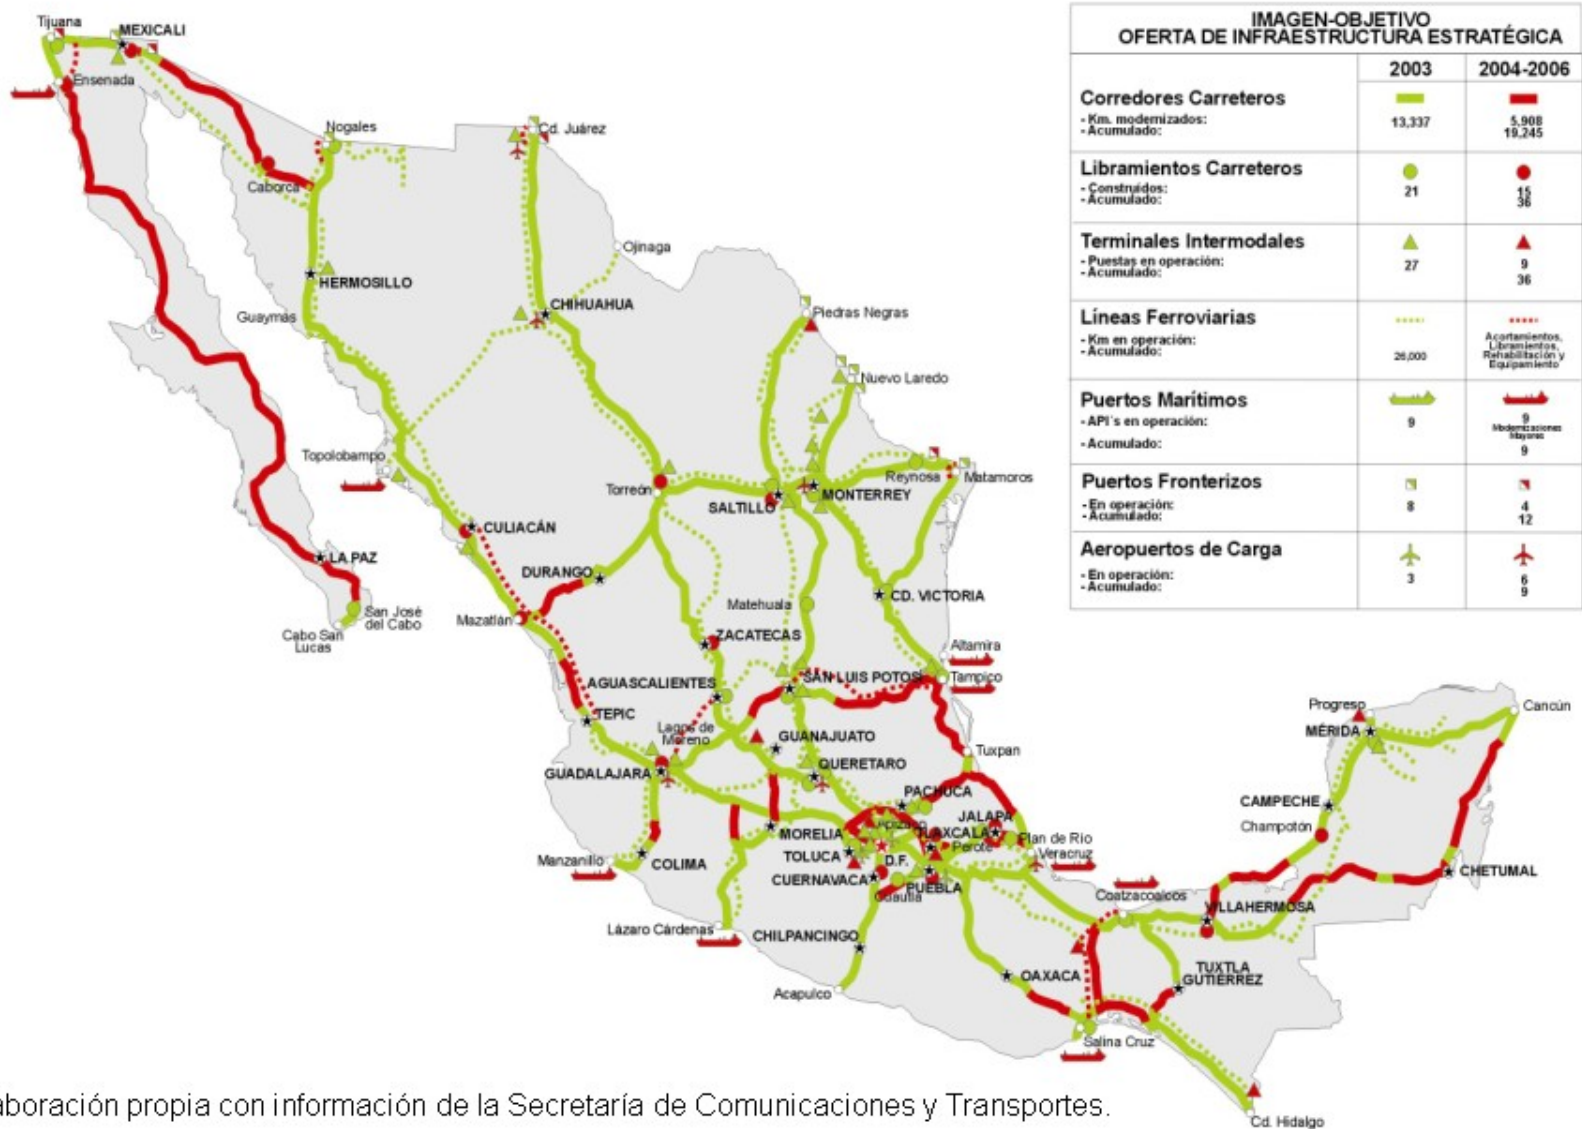 IMAGEN-OBJETIVO
OFERTA DE INFRAESTRUCTURA ESTRATÉGICA
2003
2004-2006
Corredores Carreteros
- Km. modernizados:
- Acumulado:
13,337
5,908
19,245
Libramientos Carreteros
- Construídos:
- Acumulado:
21
15
36
Terminales Intermodales
- Puestas en operación:
- Acumulado:
27
9
36
Líneas Ferroviarias
- Km en operación:
- Acumulado:
26,000
Acortamientos,
Libramientos,
Rehabilitación y
Equipamiento
Puertos Marítimos
- API´s en operación:
- Acumulado:
9
9
Modernizaciones
Mayores
9
Puertos Fronterizos
- En operación:
- Acumulado:
8
4
12
Aeropuertos de Carga
- En operación:
- Acumulado:
3
6
9
Tijuana
MEXICALI
Ensenada
Nogales
Cd. Juárez
Caborca
Ojinaga
HERMOSILLO
CHIHUAHUA
Guaymas
Piedras Negras
Nuevo Laredo
Topolobampo
Torreón
Reynosa
Matamoros
SALTILLO
MONTERREY
CULIACÁN
LA PAZ
DURANGO
San José
del Cabo
Cabo San
Lucas
Mazatlán
Matehuala
CD. VICTORIA
ZACATECAS
Altamira
Tampico
AGUASCALIENTES
SAN LUIS POTOSÍ
TEPIC
Lagos de
Moreno
GUANAJUATO
Tuxpan
Progreso
Cancún
MÉRIDA
GUADALAJARA
QUERETARO
PACHUCA
CAMPECHE
Champotón
JALAPA
MORELIA
TLAXCALA
Plan de Rio
Perote
TOLUCA
D.F.
Veracruz
Manzanillo
COLIMA
CUERNAVACA
PUEBLA
Cuautla
CHETUMAL
Coatzacoalcos
VILLAHERMOSA
Lázaro Cárdenas
CHILPANCINGO
OAXACA
TUXTLA
GUTIERREZ
Acapulco
Salina Cruz
Cd. Hidalgo
aboración propia con información de la Secretaría de Comunicaciones y Transportes.